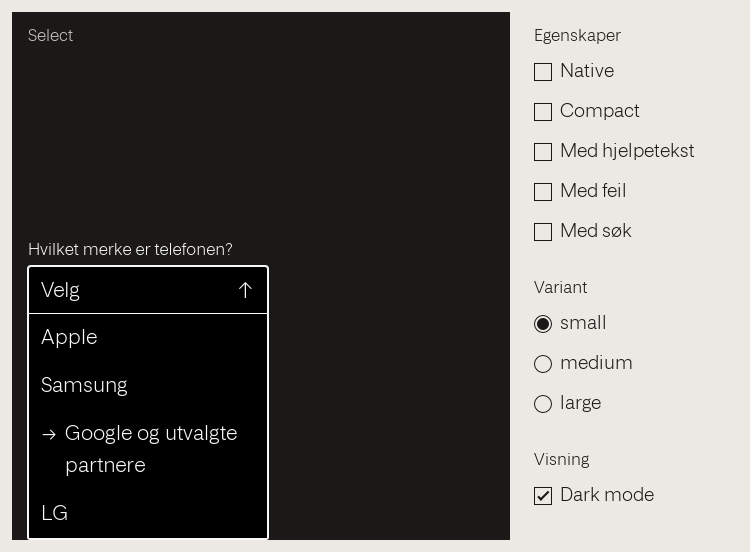 Select
Hvilket merke er telefonen?
Velg
Apple
Samsung
→ Google og utvalgte
partnere
LG
Egenskaper
Native
Compact
Med hjelpetekst
Med feil
Med søk
Variant
small
medium
large
Visning
Dark mode